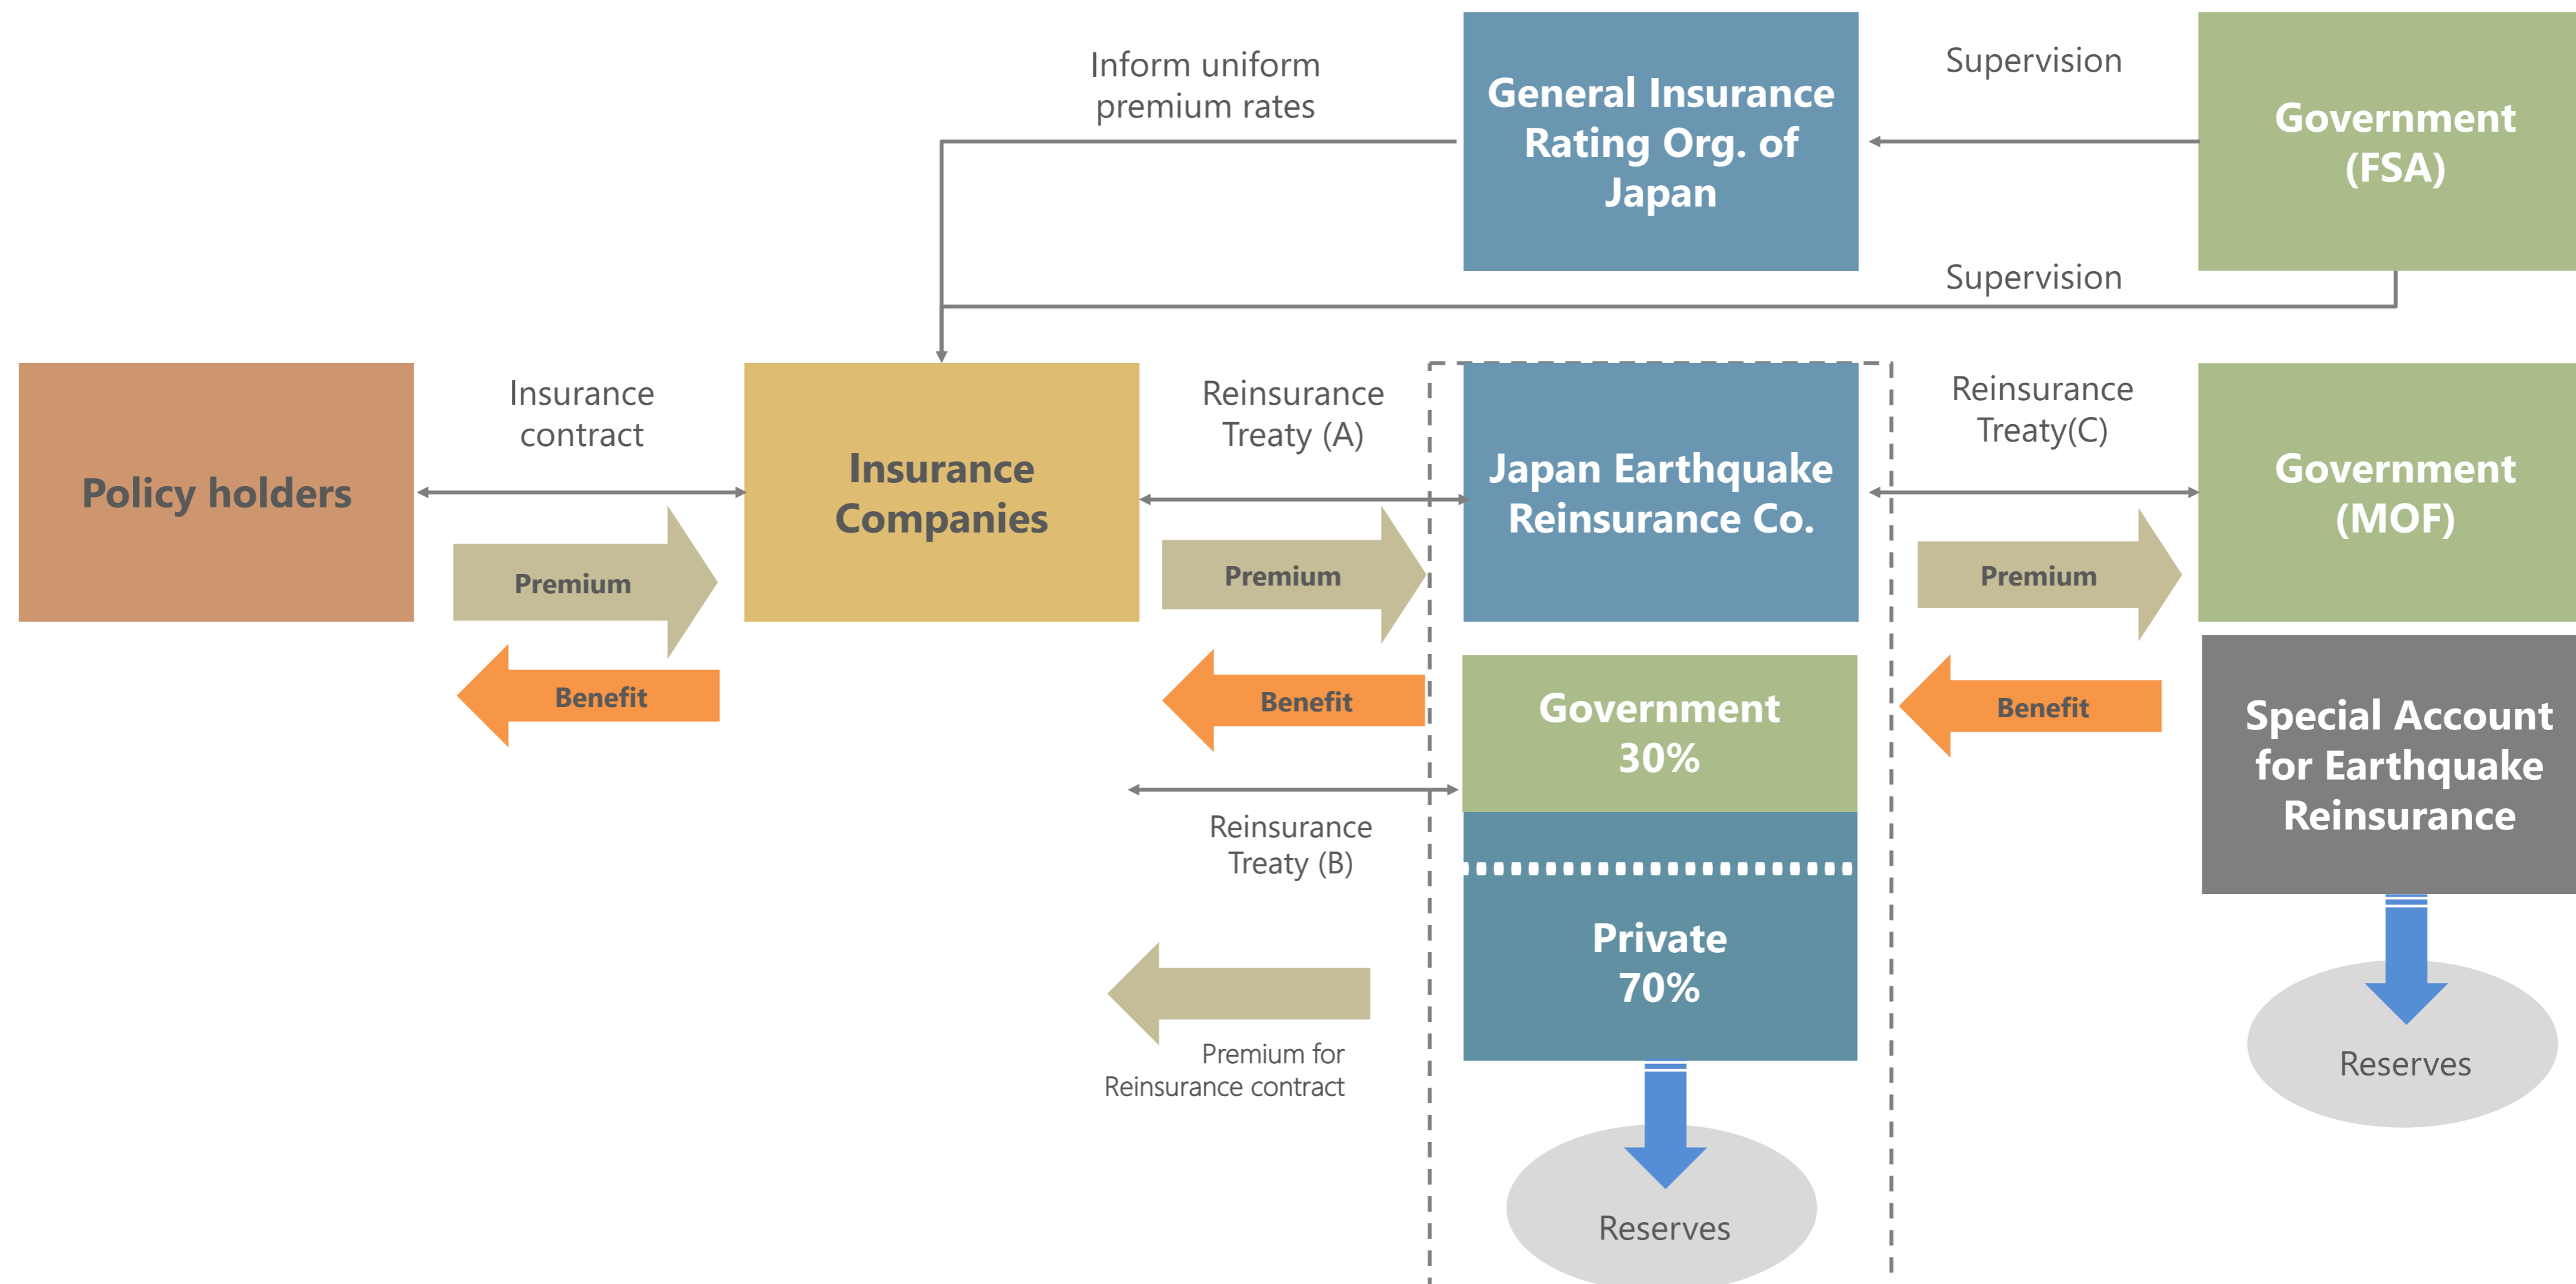 Inform uniform
premium rates
General Insurance
Rating Org. of
Japan
Supervision
Government
(FSA)
Supervision
Policy holders
Insurance
contract
Premium
Benefit
Insurance
Companies
Reinsurance
Treaty (A)
Premium
Benefit
Reinsurance
Treaty (B)
Premium for
Reinsurance contract
Japan Earthquake
Reinsurance Co.
Government
30%
Private
70%
Reserves
Reinsurance
Treaty(C)
Premium
Benefit
Government
(MOF)
Special Account
for Earthquake
Reinsurance
Reserves